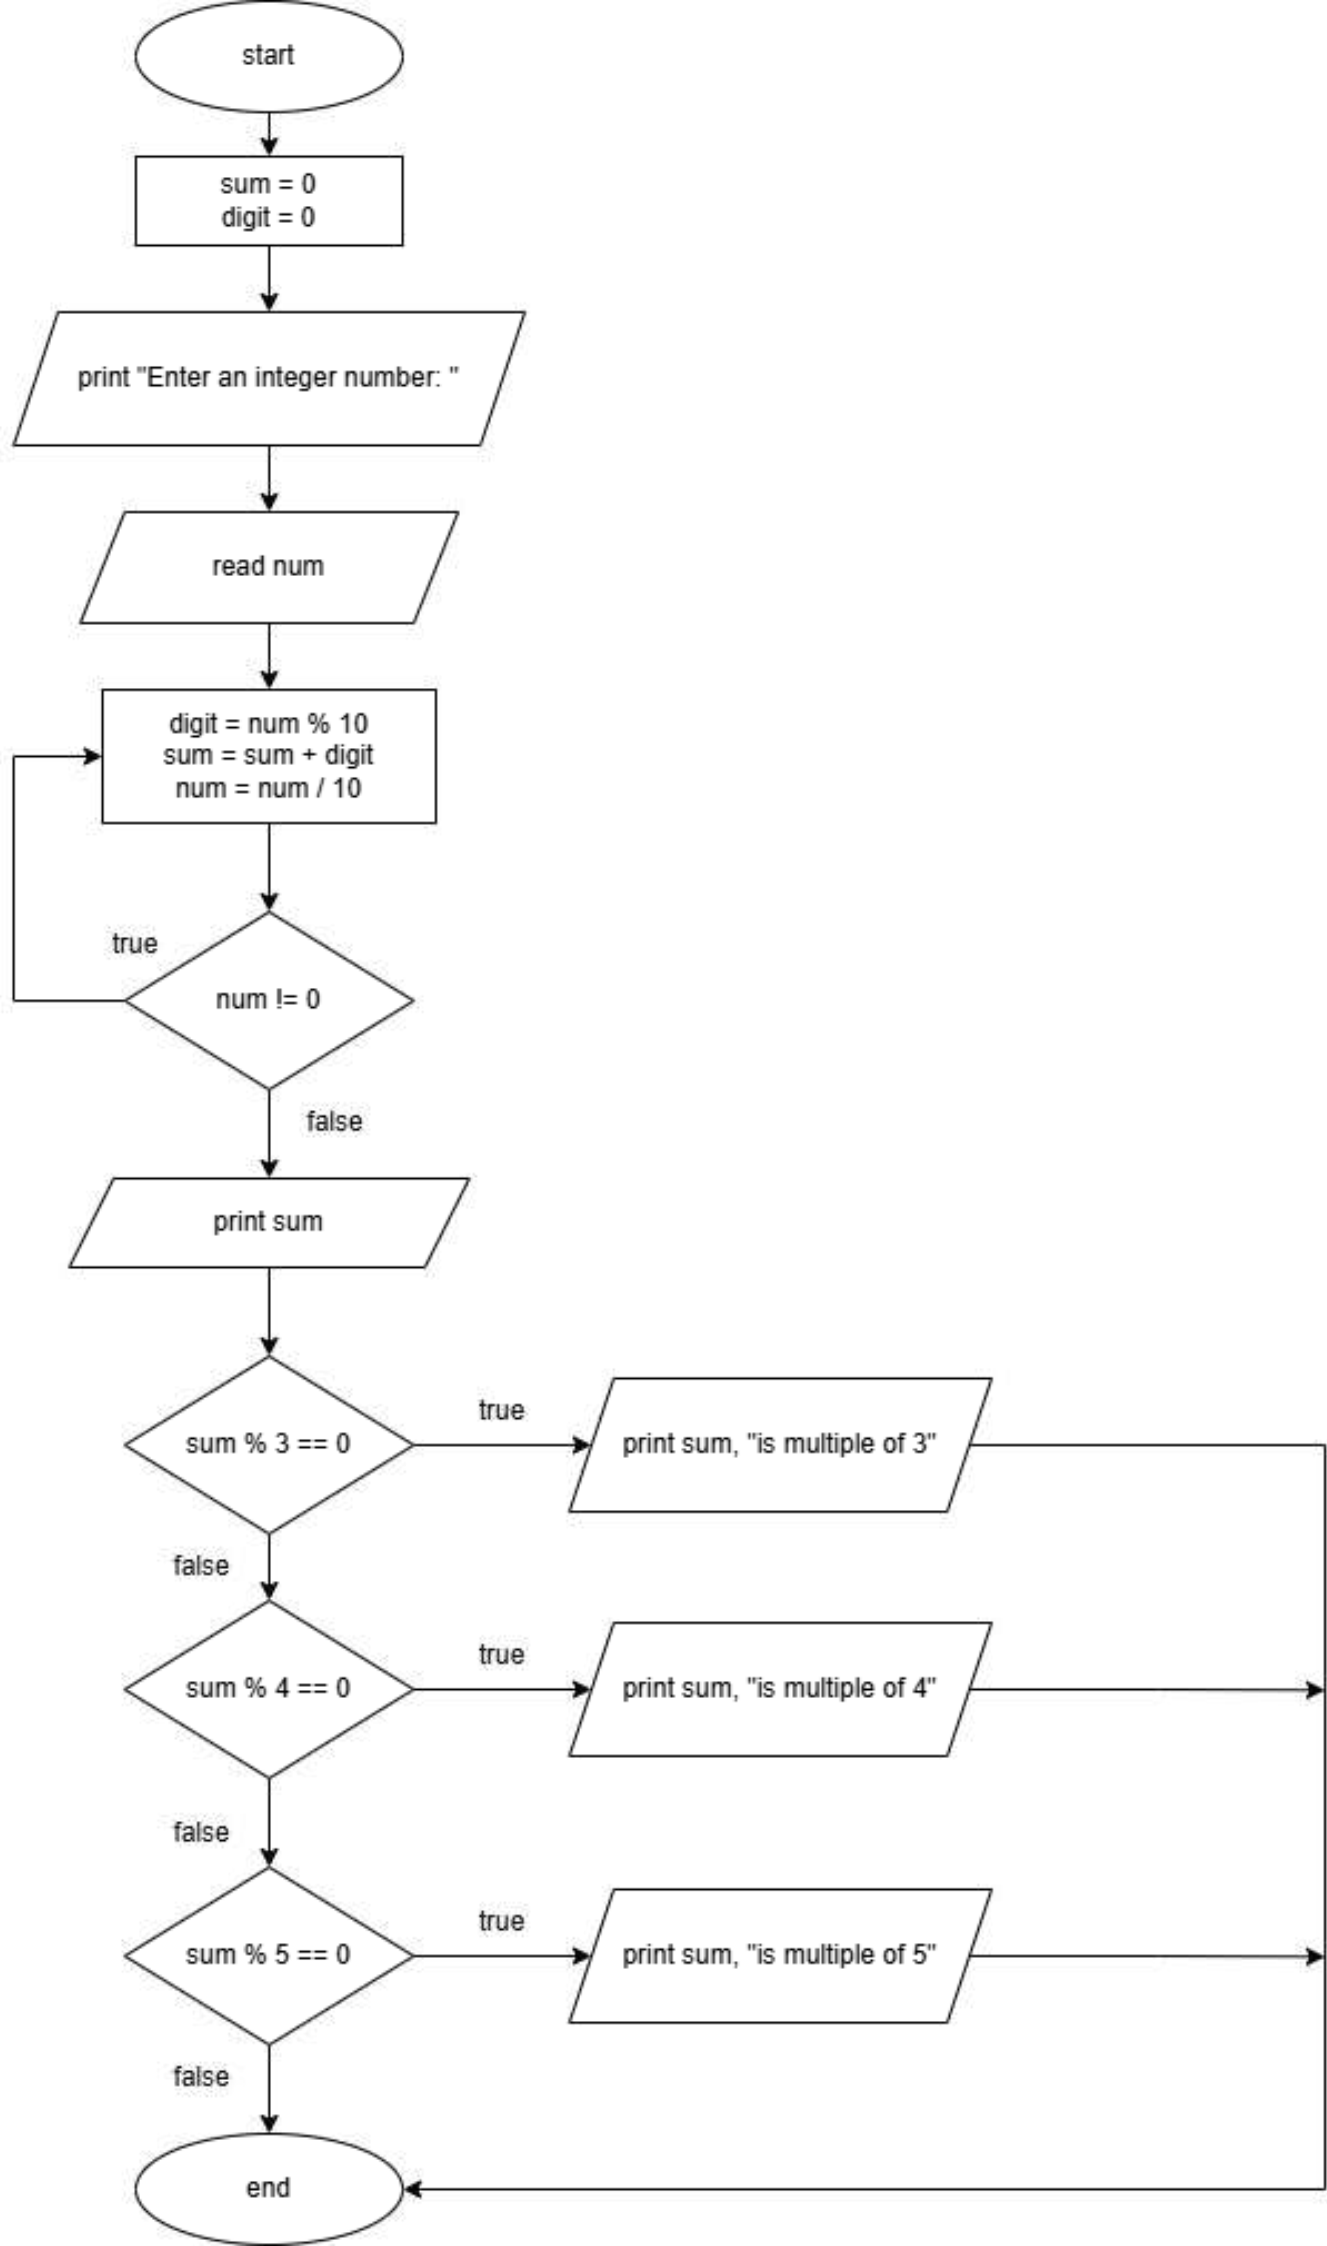 start
sum = 0
digit = 0
print "Enter an integer number: "
read num
digit = num % 10
sum = sum + digit
num = num / 10
true
num != 0
false
print sum
sum % 3 == 0
true
print sum, "is multiple of 3"
false
sum % 4 == 0
true
print sum, "is multiple of 4"
false
sum % 5 == 0
true
print sum, "is multiple of 5"
false
end